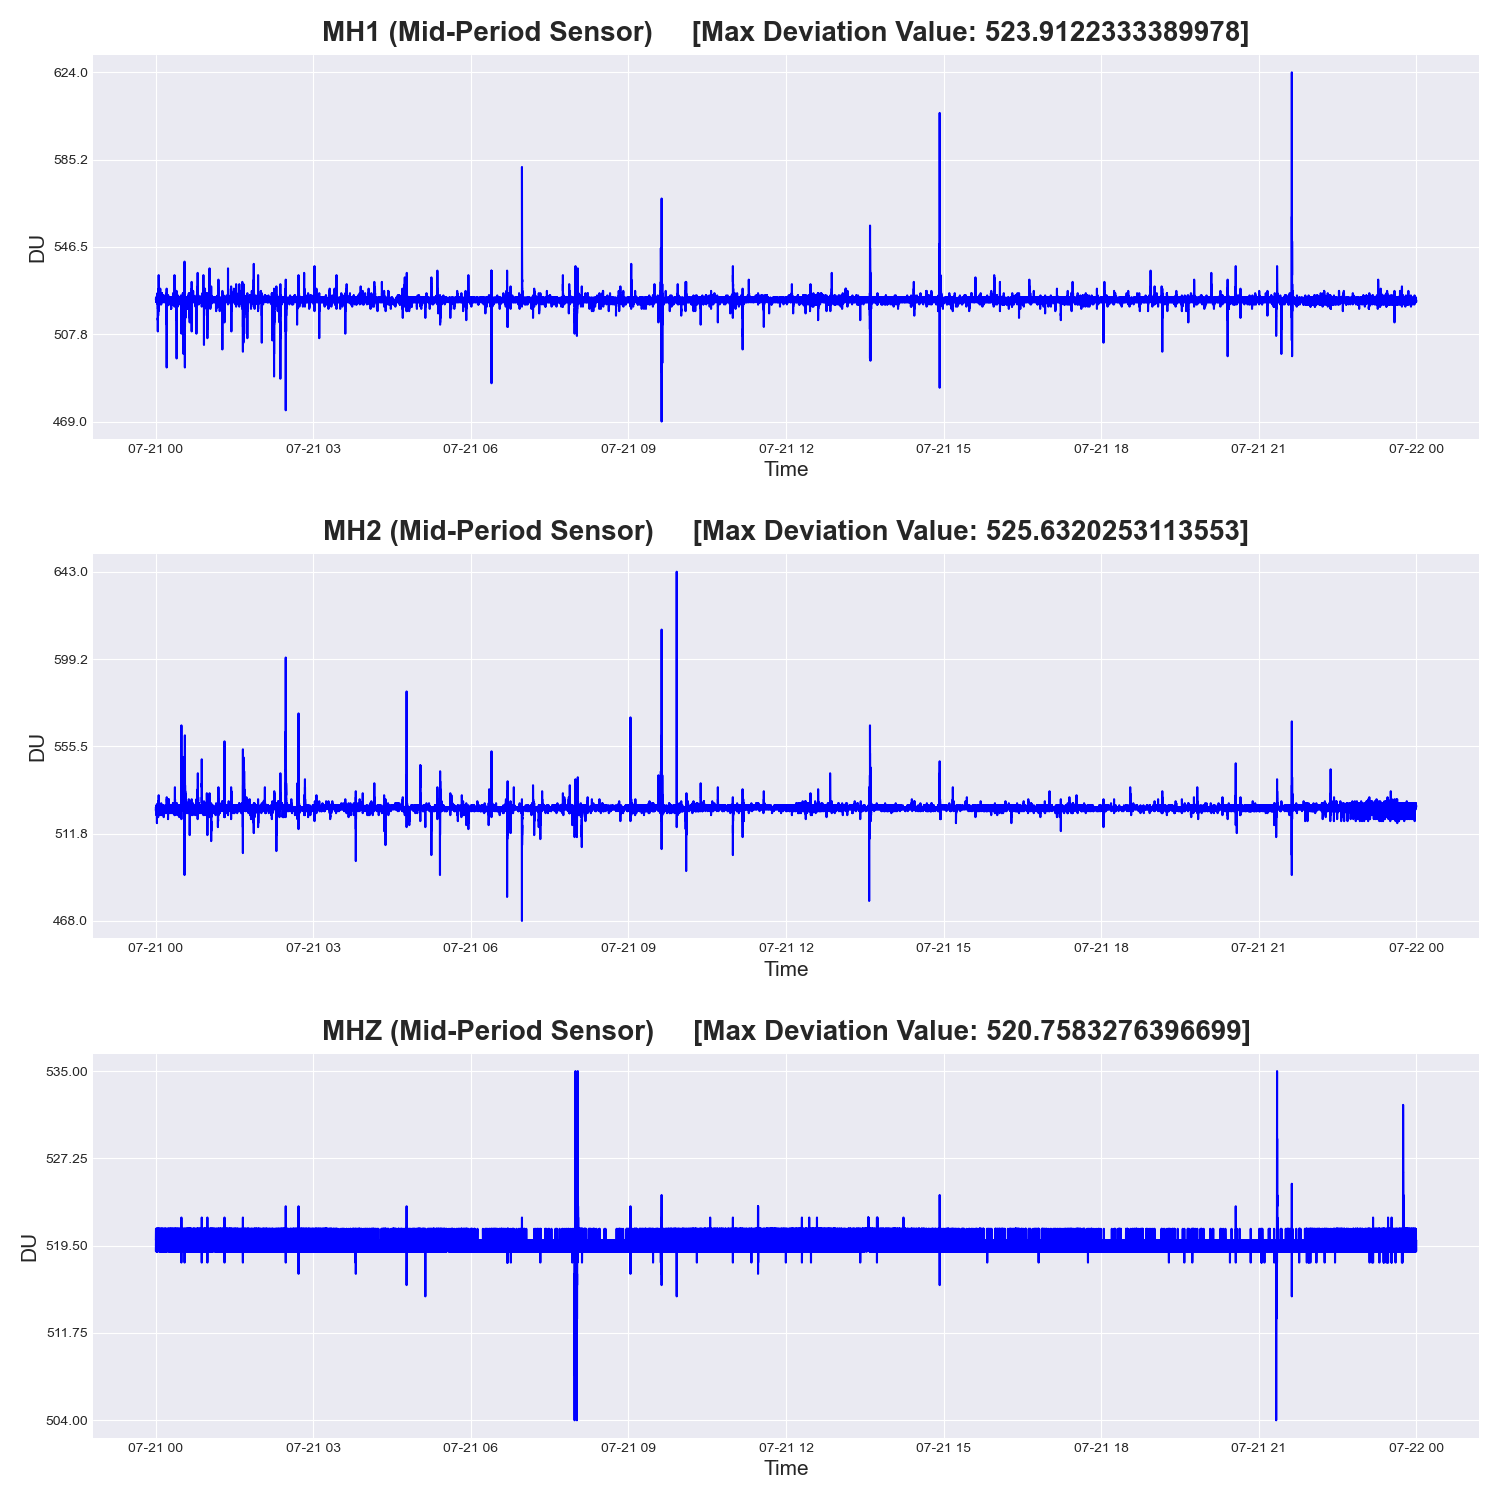 MH1 (Mid-Period Sensor) [Max Deviation Value: 523.9122333389978]
624.0
585.2
546.5
507.8
469.0
DU
07-21 00 07-21 03 07-21 06 07-21 09 07-21 12 07-21 15 07-21 18 07-21 21 07-22 00
Time
MH2 (Mid-Period Sensor) [Max Deviation Value: 525.6320253113553]
643.0
599.2
555.5
511.8
468.0
DU
07-21 00 07-21 03 07-21 06 07-21 09 07-21 12 07-21 15 07-21 18 07-21 21 07-22 00
Time
MHZ (Mid-Period Sensor) [Max Deviation Value: 520.7583276396699]
535.00
527.25
519.50
511.75
504.00
DU
07-21 00 07-21 03 07-21 06 07-21 09 07-21 12 07-21 15 07-21 18 07-21 21 07-22 00
Time